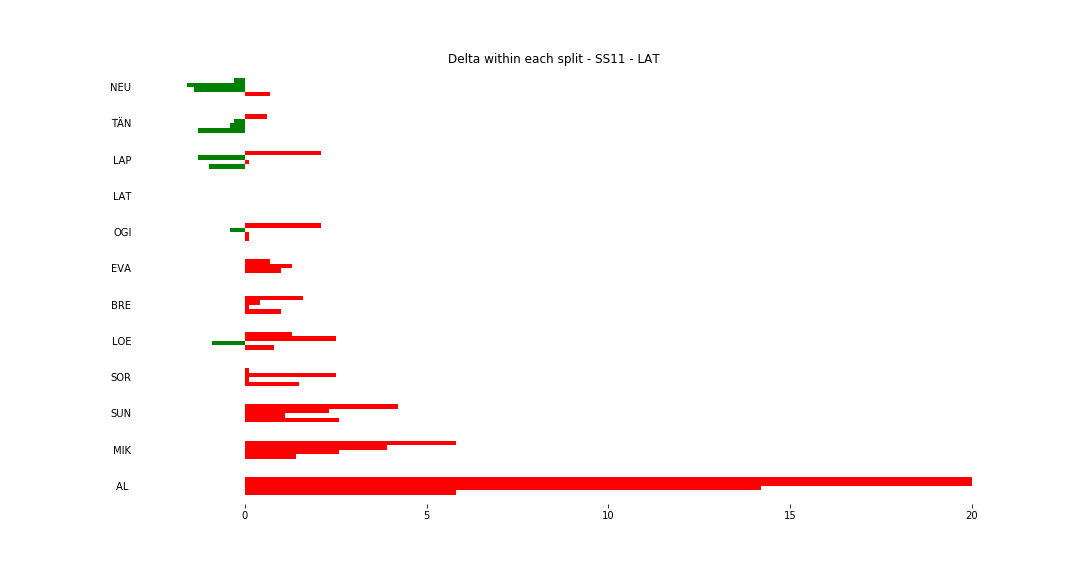 Delta within each split - SS11 - LAT
NEU
TÄN
LAP
LAT
OGI
EVA
BRE
LOE
SOR
SUN
MIK
AL
0 5 10 15 20